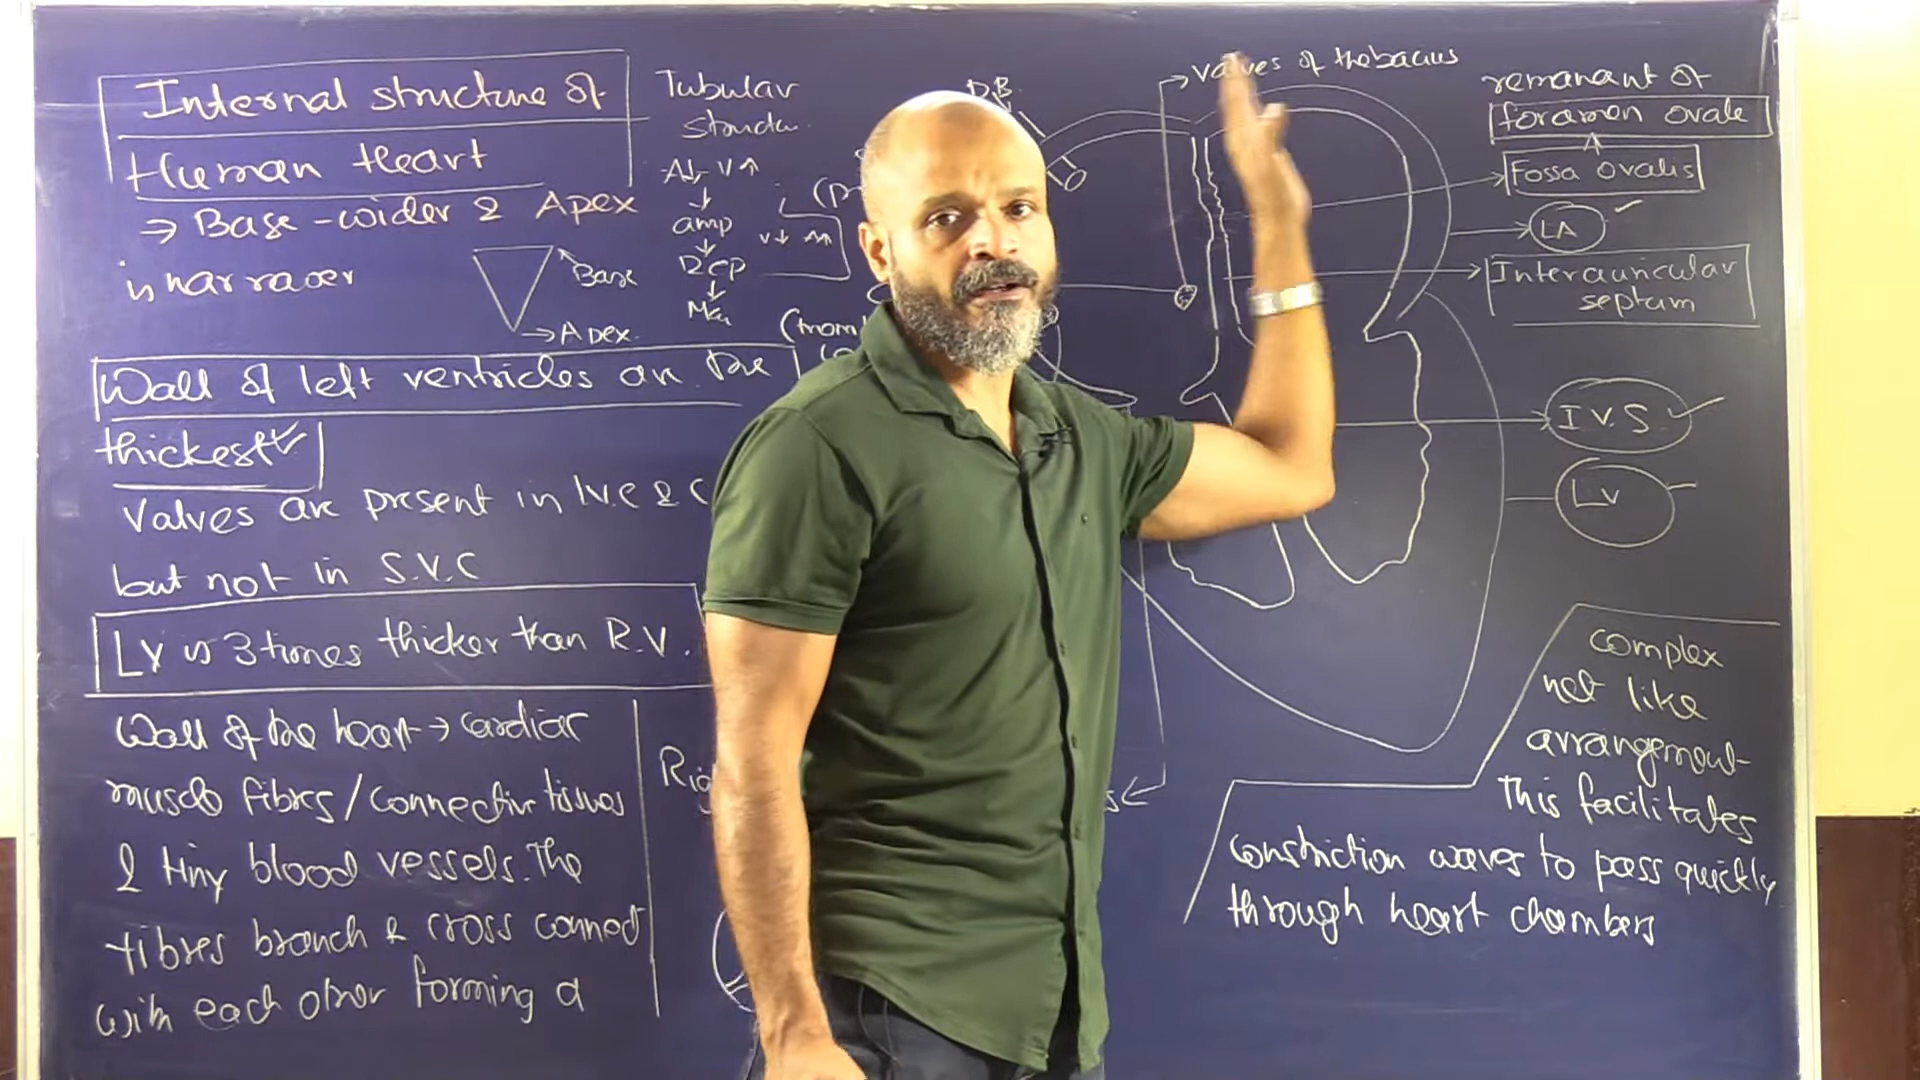 Internal structure of
Human Heart
→ Base - wider & Apex
is narrower
Base
→ Apex.
Wall of left ventricles are the
thickest
Valves are present in I.V.C &
but not in S.V.C
LV is 3 times thicker than R.V.
Wall of the heart → cardiac
muscle fibres / connective tissues
& tiny blood vessels. The
fibres branch & cross connect
with each other forming a
Tubular
V↑
amp
(from
valves of thebacius
remanant of
foramen ovale
Fossa ovalis
LA
Interauricular
septum
I.V.S.
LV
complex
net like
arrangement
This facilitates
constriction waves to pass quickly
through heart chambers